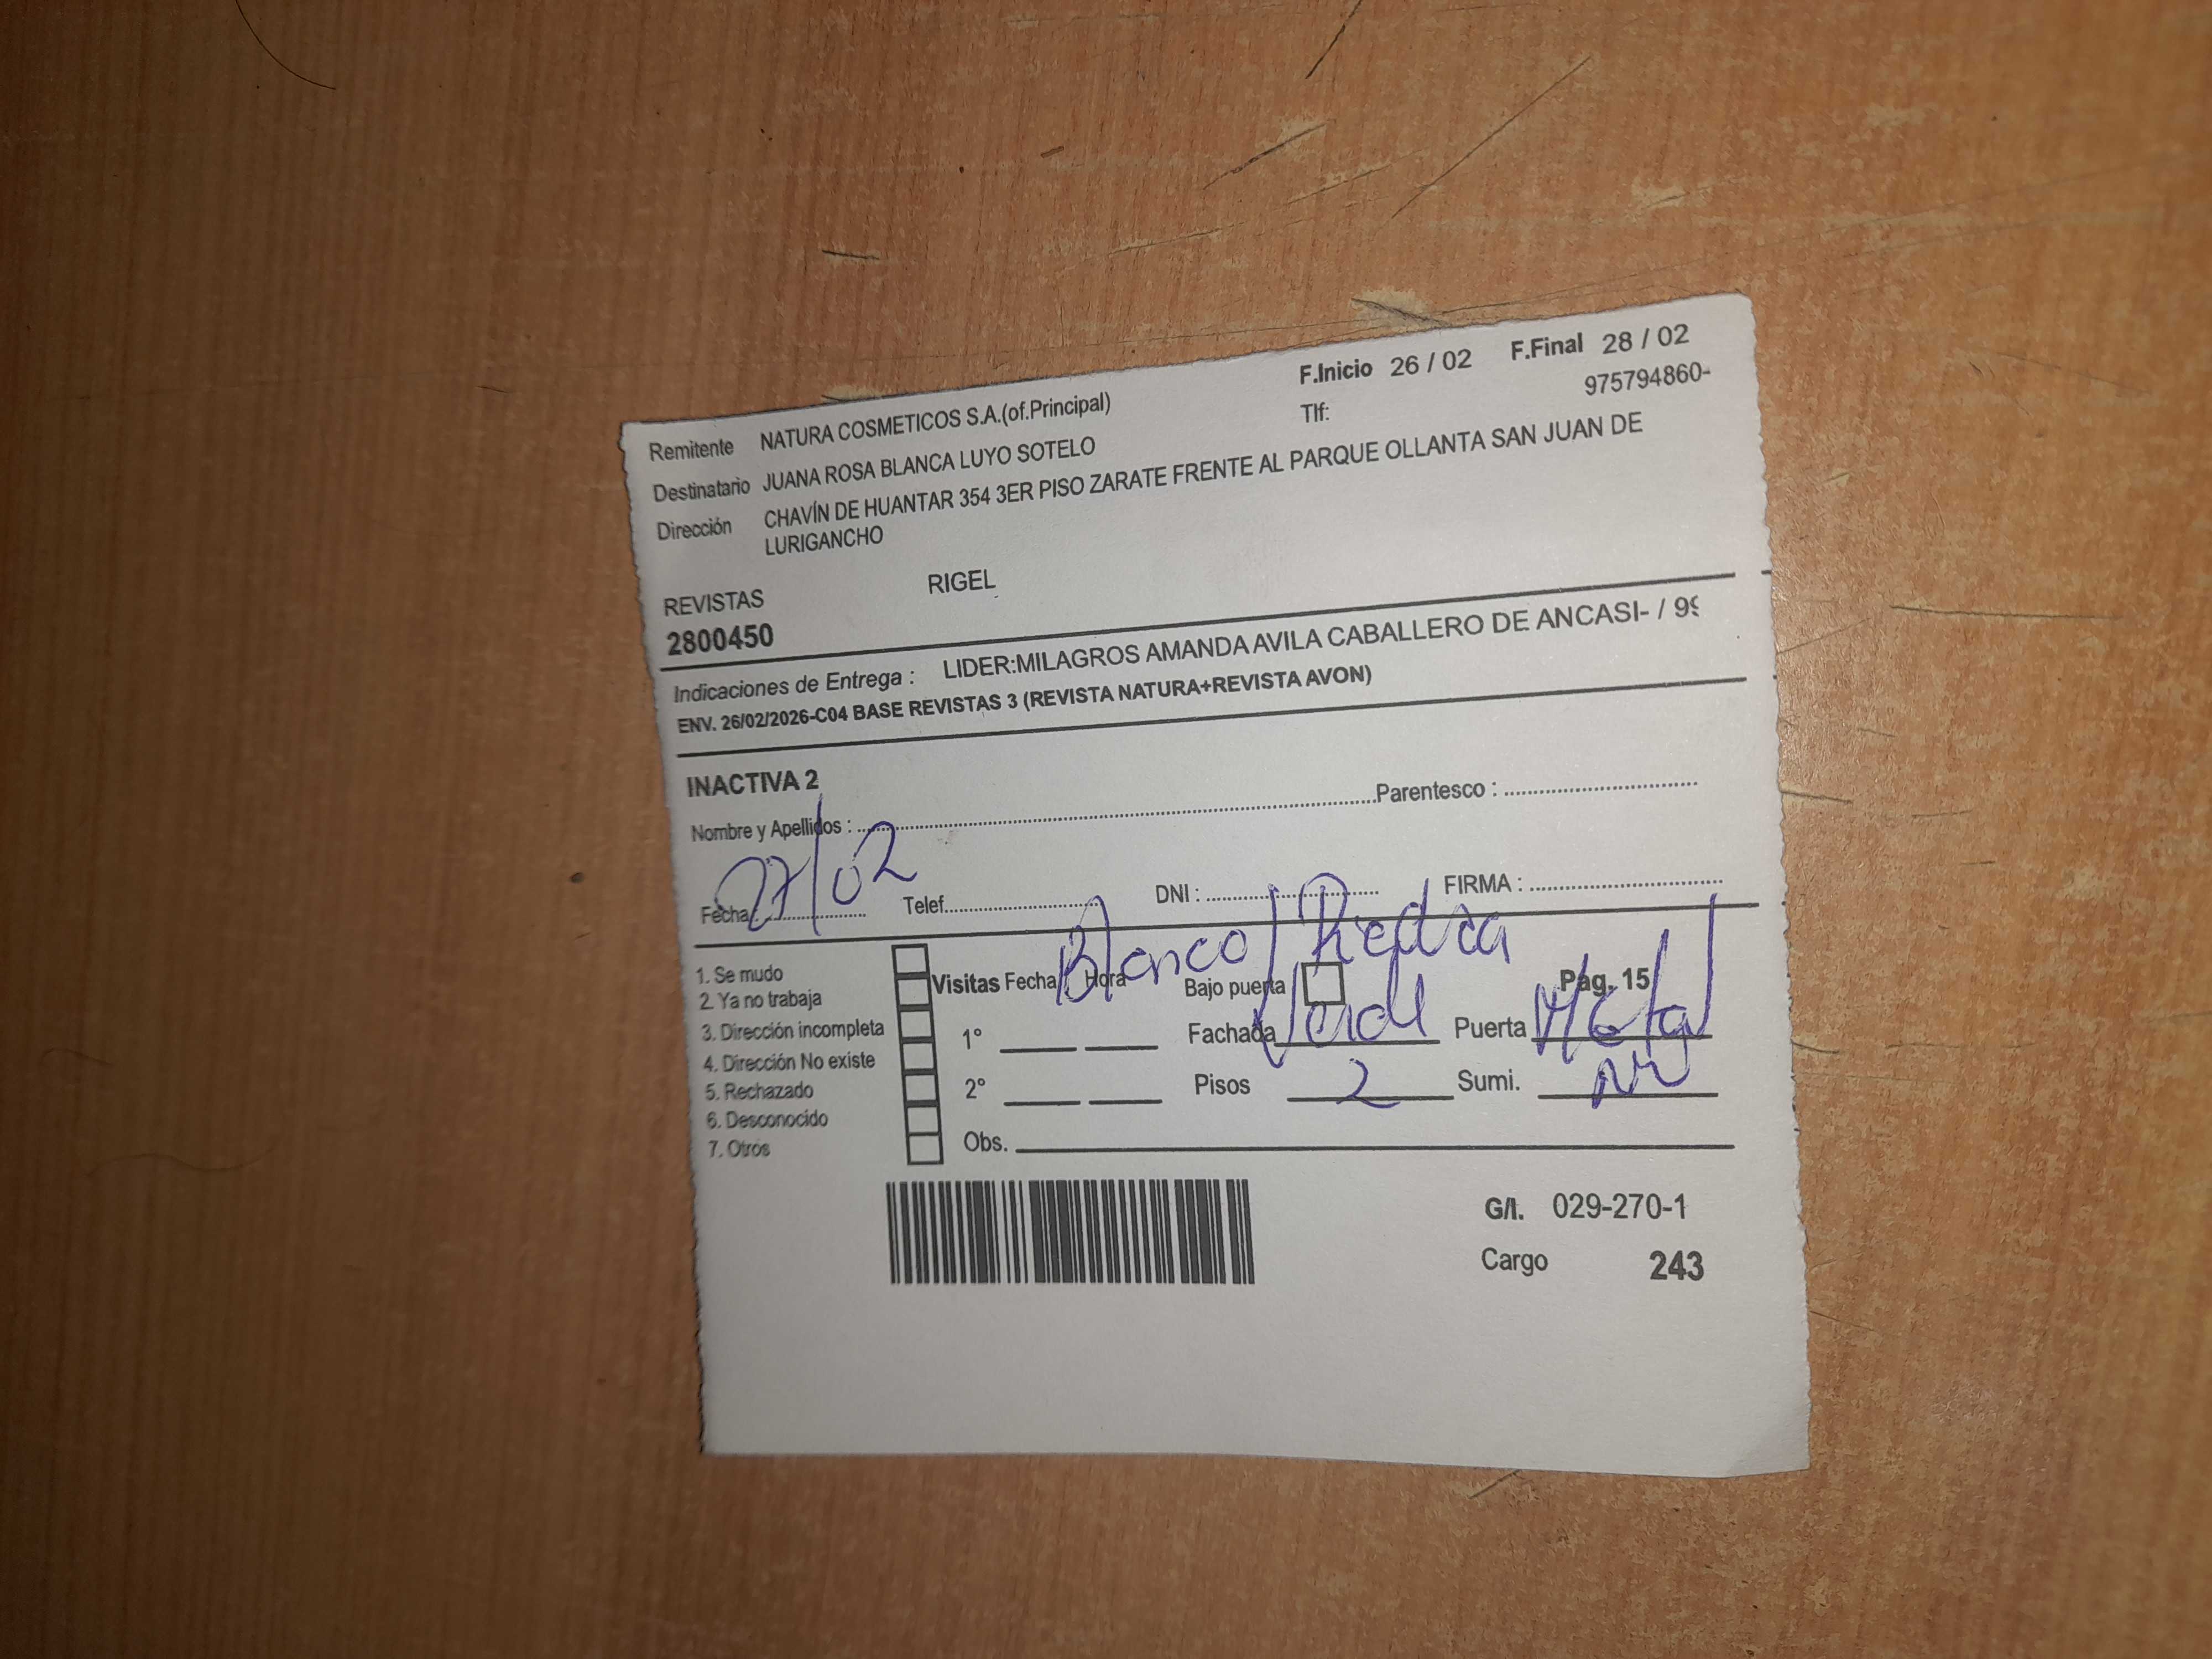 F.Inicio 26 / 02 F.Final 28 / 02
Remitente NATURA COSMETICOS S.A.(of.Principal) Tlf: 975794860-
Destinatario JUANA ROSA BLANCA LUYO SOTELO
Dirección CHAVÍN DE HUANTAR 354 3ER PISO ZARATE FRENTE AL PARQUE OLLANTA SAN JUAN DE
LURIGANCHO
REVISTAS RIGEL
2800450
Indicaciones de Entrega : LIDER:MILAGROS AMANDA AVILA CABALLERO DE ANCASI- / 99
ENV. 26/02/2026-C04 BASE REVISTAS 3 (REVISTA NATURA+REVISTA AVON)
INACTIVA 2
Nombre y Apellidos : Parentesco :
Fecha: 27/02 Telef. DNI : FIRMA :
Blanco/Piedra
1. Se mudo Visitas Fecha / Hora Bajo puerta Pág. 15
2. Ya no trabaja
3. Dirección incompleta 1° Fachada Verde Puerta Metal
4. Dirección No existe
5. Rechazado 2° Pisos 2 Sumi.
6. Desconocido
7. Otros Obs.
G/I. 029-270-1
Cargo 243